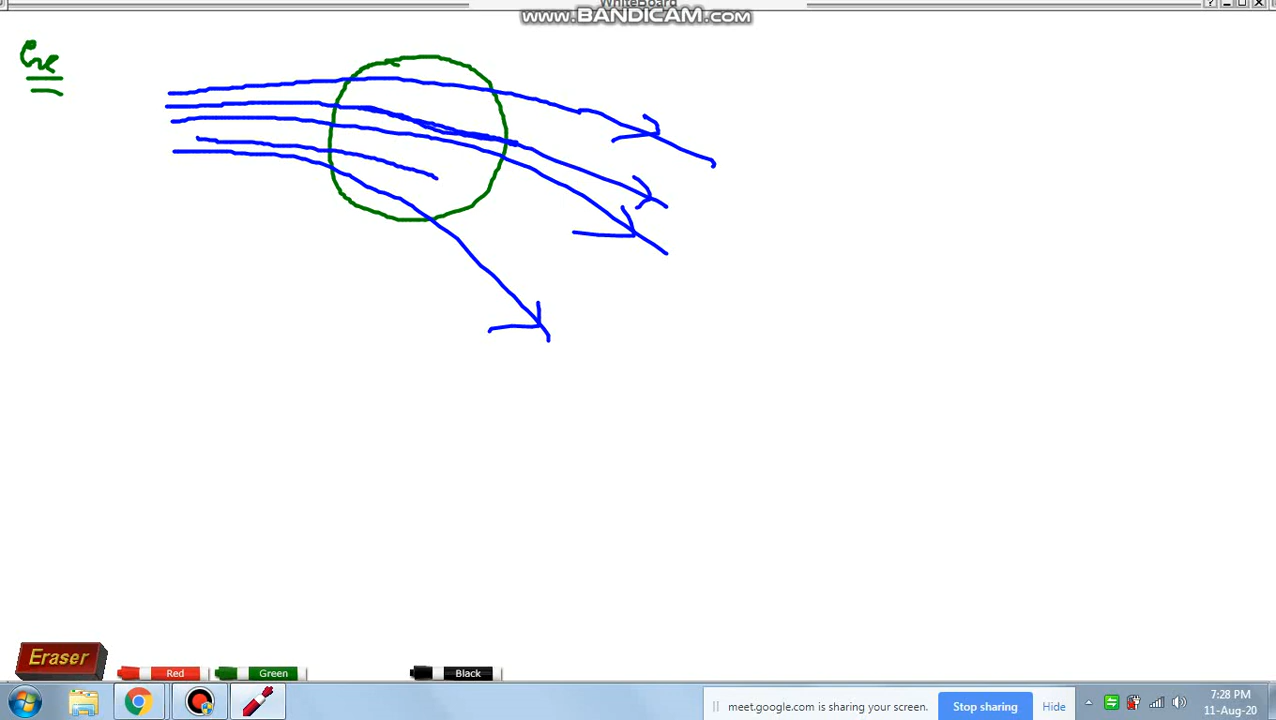 WhiteBoard
www.BANDICAM.com
Eraser
Red
Green
Black
meet.google.com is sharing your screen.
Stop sharing
Hide
7:28 PM
11-Aug-20